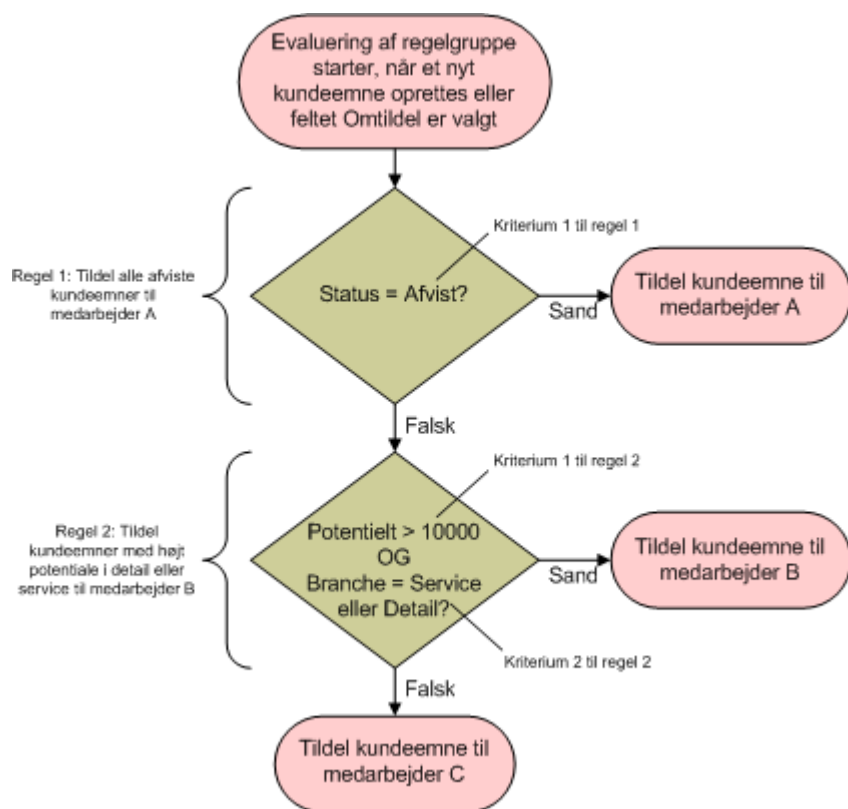 Evaluering af regelgruppe
starter, når et nyt
kundeemne oprettes eller
feltet Omtildel er valgt
Kriterium 1 til regel 1
Regel 1: Tildel alle afviste
kundeemner til
medarbejder A
Status = Afvist?
Sand
Tildel kundeemne til
medarbejder A
Falsk
Kriterium 1 til regel 2
Regel 2: Tildel
kundeemner med højt
potentiale i detail eller
service til medarbejder B
Potentielt > 10000
OG
Branche = Service
eller Detail?
Sand
Tildel kundeemne til
medarbejder B
Kriterium 2 til regel 2
Falsk
Tildel kundeemne til
medarbejder C